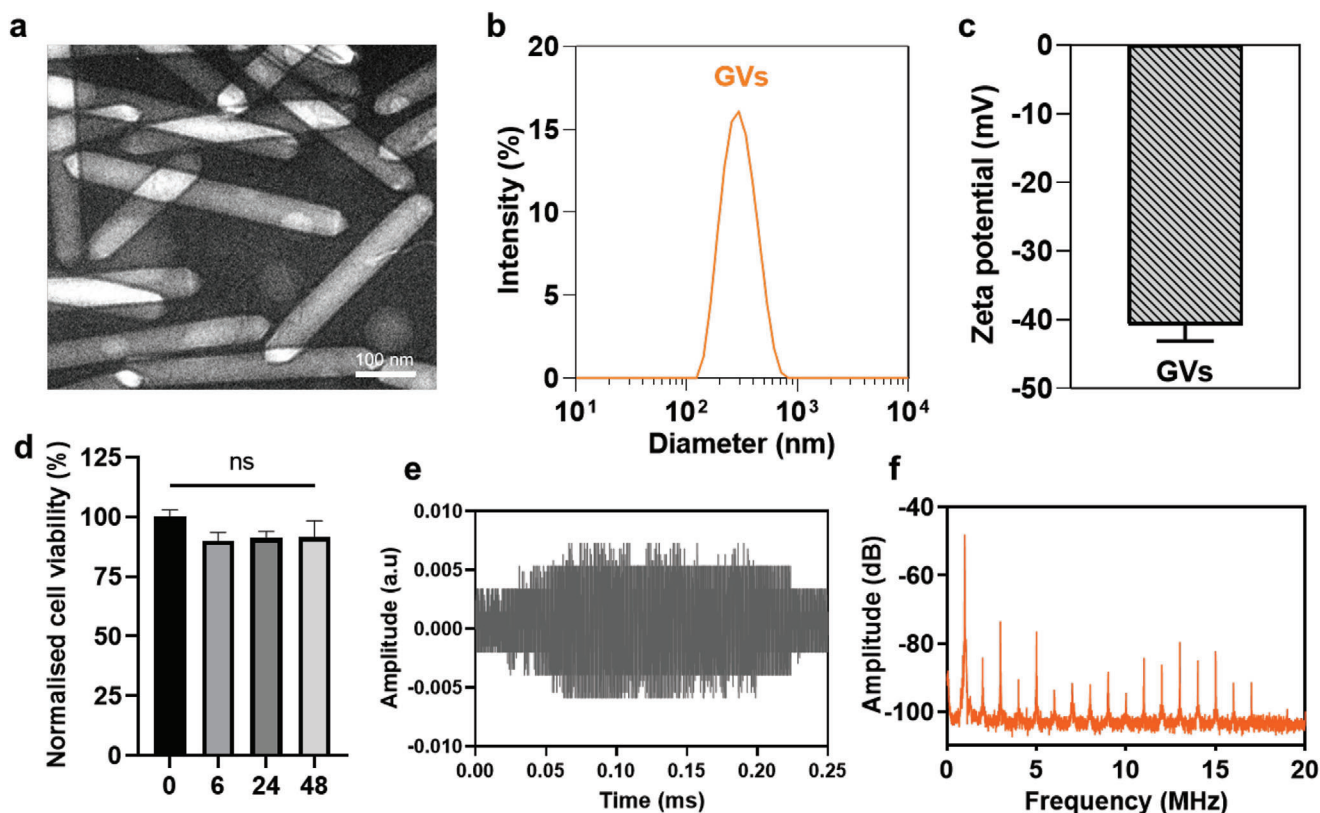 a
100 nm
b
20
15
10
5
0
Intensity (%)
GVs
10¹
10²
10³
10⁴
Diameter (nm)
c
0
-10
-20
-30
-40
-50
Zeta potential (mV)
GVs
d
125
100
75
50
25
0
Normalised cell viability (%)
ns
0 6 24 48
e
0.010
0.005
0.000
-0.005
-0.010
Amplitude (a.u)
0.00 0.05 0.10 0.15 0.20 0.25
Time (ms)
f
-40
-60
-80
-100
Amplitude (dB)
0 5 10 15 20
Frequency (MHz)